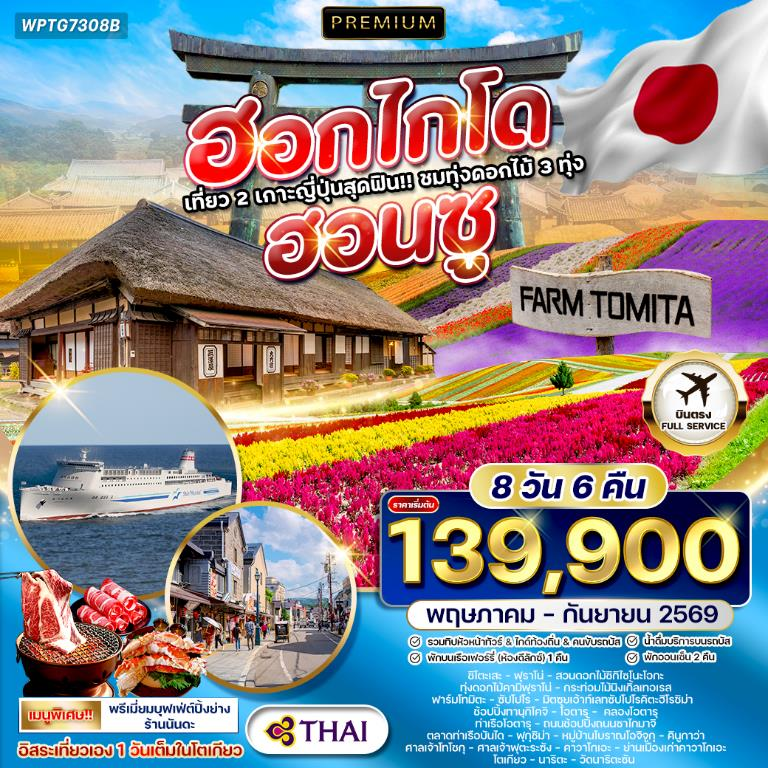 WPTG7308B
PREMIUM
ฮอกไกโด
เที่ยว 2 เกาะญี่ปุ่นสุดฟิน!! ชมทุ่งดอกไม้ 3 ทุ่ง
ฮอนชู
FARM TOMITA
บินตรง
FULL SERVICE
8 วัน 6 คืน
ราคาเริ่มต้น
139,900
พฤษภาคม - กันยายน 2569
รวมทิปหัวหน้าทัวร์ & ไกด์ท้องถิ่น & คนขับรถบัส
น้ำดื่มบริการบนรถบัส
พักบนเรือเฟอร์รี่ (ห้องดีลักซ์) 1 คืน
พักออนเซ็น 2 คืน
ชิโตเสะ - ฟุราโน่ - สวนดอกไม้ชิกิไซโนะโอกะ
ทุ่งดอกไม้คามิฟุราโน่ - กระท่อมไม้นิงเกิ้ลเทอเรส
ฟาร์มโทมิตะ - ซัปโปโร - มิตซุยเอ้าท์เลทซัปโปโรคิตะฮิโรชิม่า
ช้อปปิ้งทานุกิโคจิ - โอตารุ - คลองโอตารุ
ท่าเรือโอตารุ - ถนนช้อปปิ้งถนนซาไกมาจิ
ตลาดท่าเรือบันได - ฟุกุชิม่า - หมู่บ้านโบราณโออุจิจูคุ - คินุกาว่า
ศาลเจ้าโทโชกุ - ศาลเจ้าฟุตะระซัง - คาวาโกเอะ - ย่านเมืองเก่าคาวาโกเอะ
โตเกียว - นาริตะ - วัดนาริตะซัน
เมนูพิเศษ!!
พรีเมี่ยมบุฟเฟ่ต์ปิ้งย่าง
ร้านนันดะ
อิสระเที่ยวเอง 1 วันเต็มในโตเกียว
THAI